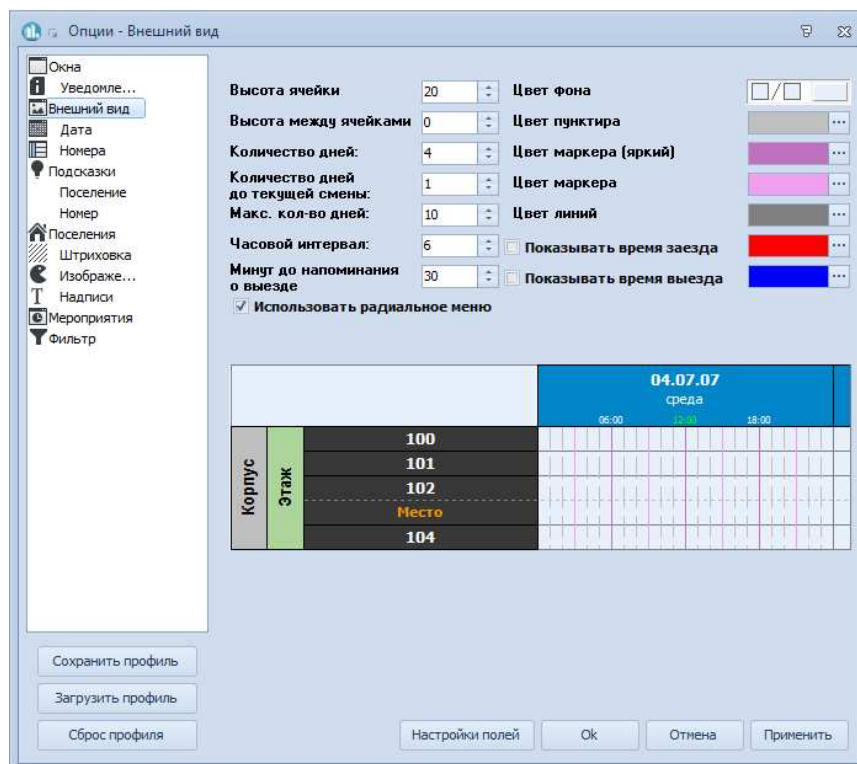 Опции - Внешний вид
Окна
Уведомле...
Внешний вид
Дата
Номера
Подсказки
Поселение
Номер
Поселения
Штриховка
Изображе...
Надписи
Мероприятия
Фильтр
Высота ячейки 20 Цвет фона
Высота между ячейками 0 Цвет пунктира
Количество дней: 4 Цвет маркера (яркий)
Количество дней
до текущей смены: 1 Цвет маркера
Макс. кол-во дней: 10 Цвет линий
Часовой интервал: 6 Показывать время заезда
Минут до напоминания
о выезде 30 Показывать время выезда
Использовать радиальное меню
04.07.07
среда
06:00 12:00 18:00
Корпус
Этаж
100
101
102
Место
104
Сохранить профиль
Загрузить профиль
Сброс профиля
Настройки полей Ok Отмена Применить